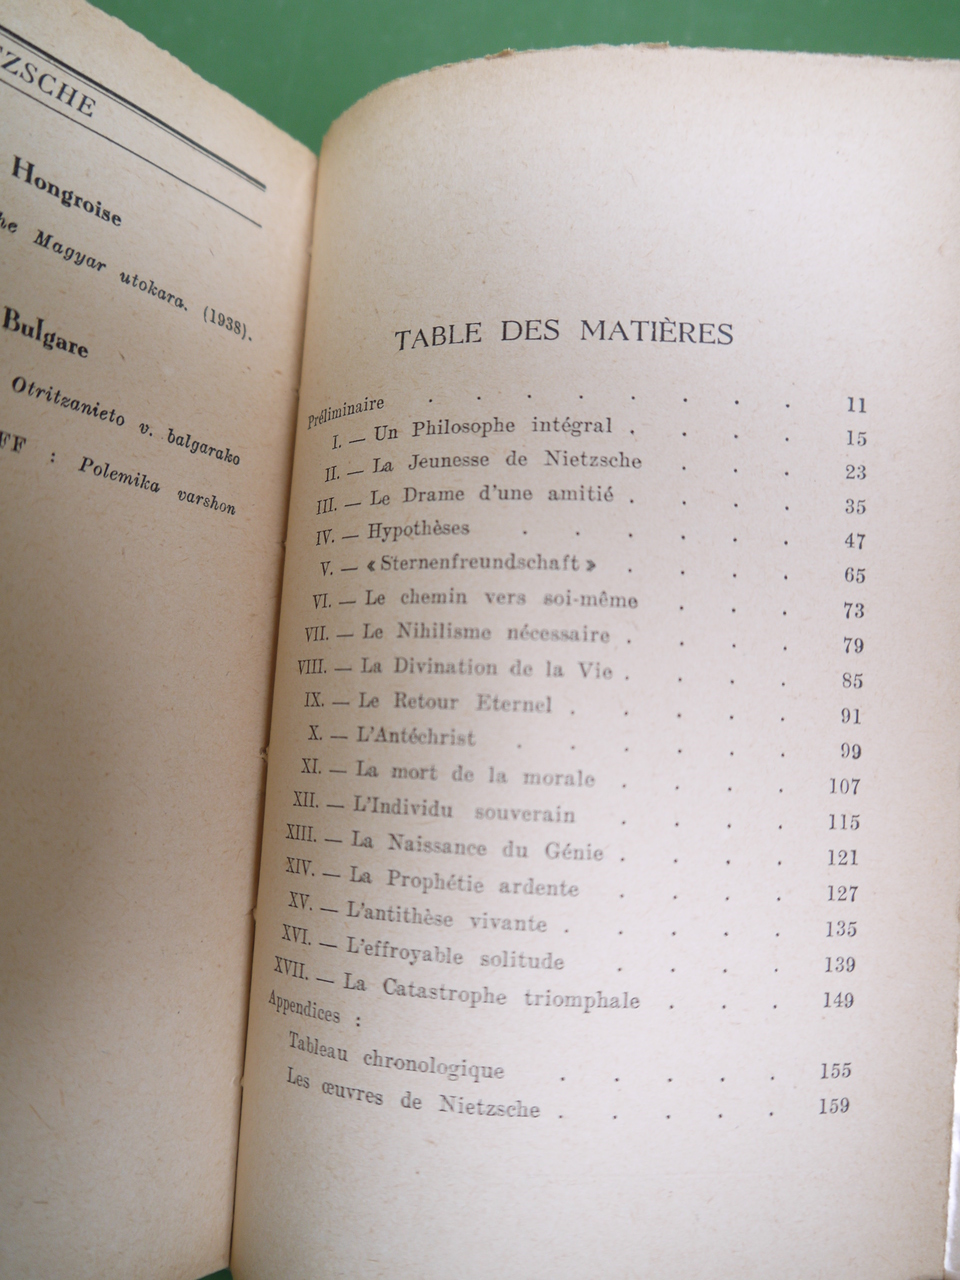 Hongroise
Magyar utokara. (1938).
Bulgare
Otritzanieto v. balgarako
: Polemika varshon
TABLE DES MATIÈRES
Préliminaire . . . . . . . . 11
I. — Un Philosophe intégral . . . . 15
II. — La Jeunesse de Nietzsche . . . 23
III. — Le Drame d'une amitié . . . . 35
IV. — Hypothèses . . . . . . 47
V. — « Sternenfreundschaft » . . . . 65
VI. — Le chemin vers soi-même . . . 73
VII. — Le Nihilisme nécessaire . . . . 79
VIII. — La Divination de la Vie . . . . 85
IX. — Le Retour Eternel . . . . . 91
X. — L'Antéchrist . . . . . . 99
XI. — La mort de la morale . . . . 107
XII. — L'Individu souverain . . . . 115
XIII. — La Naissance du Génie . . . . 121
XIV. — La Prophétie ardente . . . . 127
XV. — L'antithèse vivante . . . . . 135
XVI. — L'effroyable solitude . . . . 139
XVII. — La Catastrophe triomphale . . . 149
Appendices :
Tableau chronologique . . . . . 155
Les œuvres de Nietzsche . . . . . 159